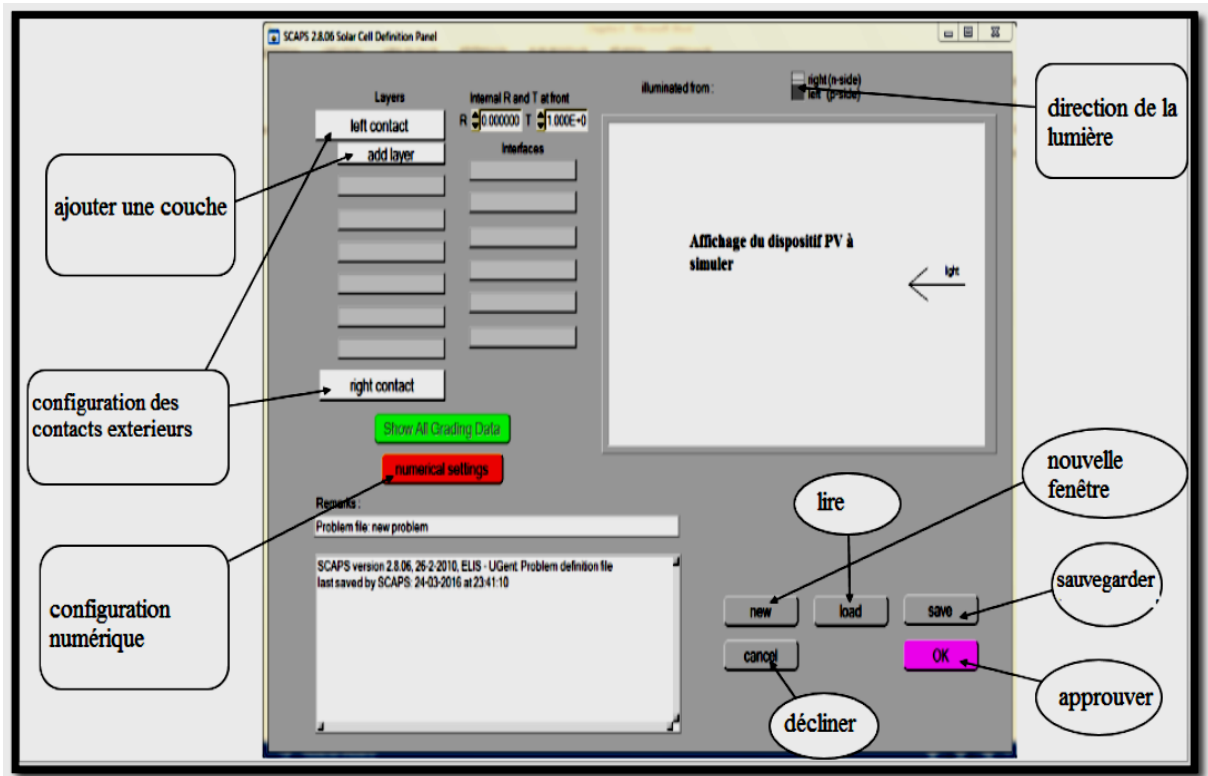 SCAPS 2.8.06 Solar Cell Definition Panel
illuminated from :
right (n-side)
left (p-side)
direction de la
lumière
Layers
Internal R and T at front
left contact
R 0.000000 T 1.000E+0
add layer
Interfaces
ajouter une couche
Affichage du dispositif PV à
simuler
light
right contact
configuration des
contacts exterieurs
Show All Grading Data
numerical settings
nouvelle
fenêtre
lire
Remarks :
Problem file: new problem
SCAPS version 2.8.06, 26-2-2010, ELIS - UGent. Problem definition file
last saved by SCAPS: 24-03-2016 at 23:41:10
sauvegarder
configuration
numérique
new
load
save
cancel
OK
approuver
décliner